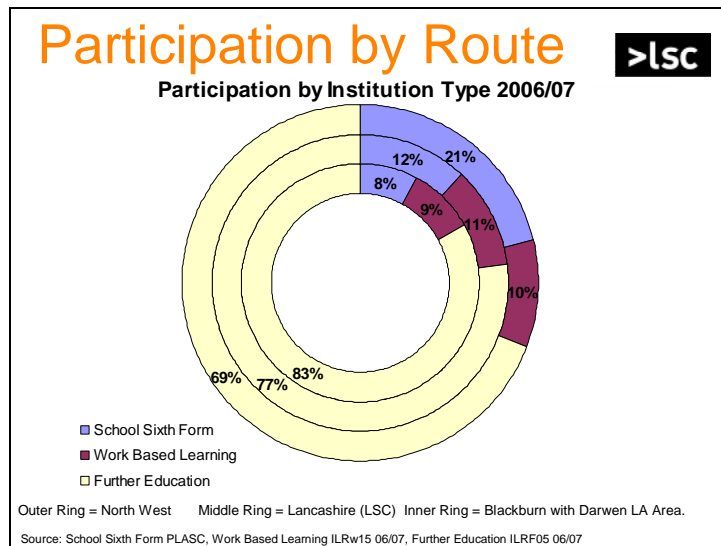 Participation by Route
>lsc
Participation by Institution Type 2006/07
21%
12%
8%
9%
11%
10%
83%
69%
77%
School Sixth Form
Work Based Learning
Further Education
Outer Ring = North West Middle Ring = Lancashire (LSC) Inner Ring = Blackburn with Darwen LA Area.
Source: School Sixth Form PLASC, Work Based Learning ILRw15 06/07, Further Education ILRF05 06/07